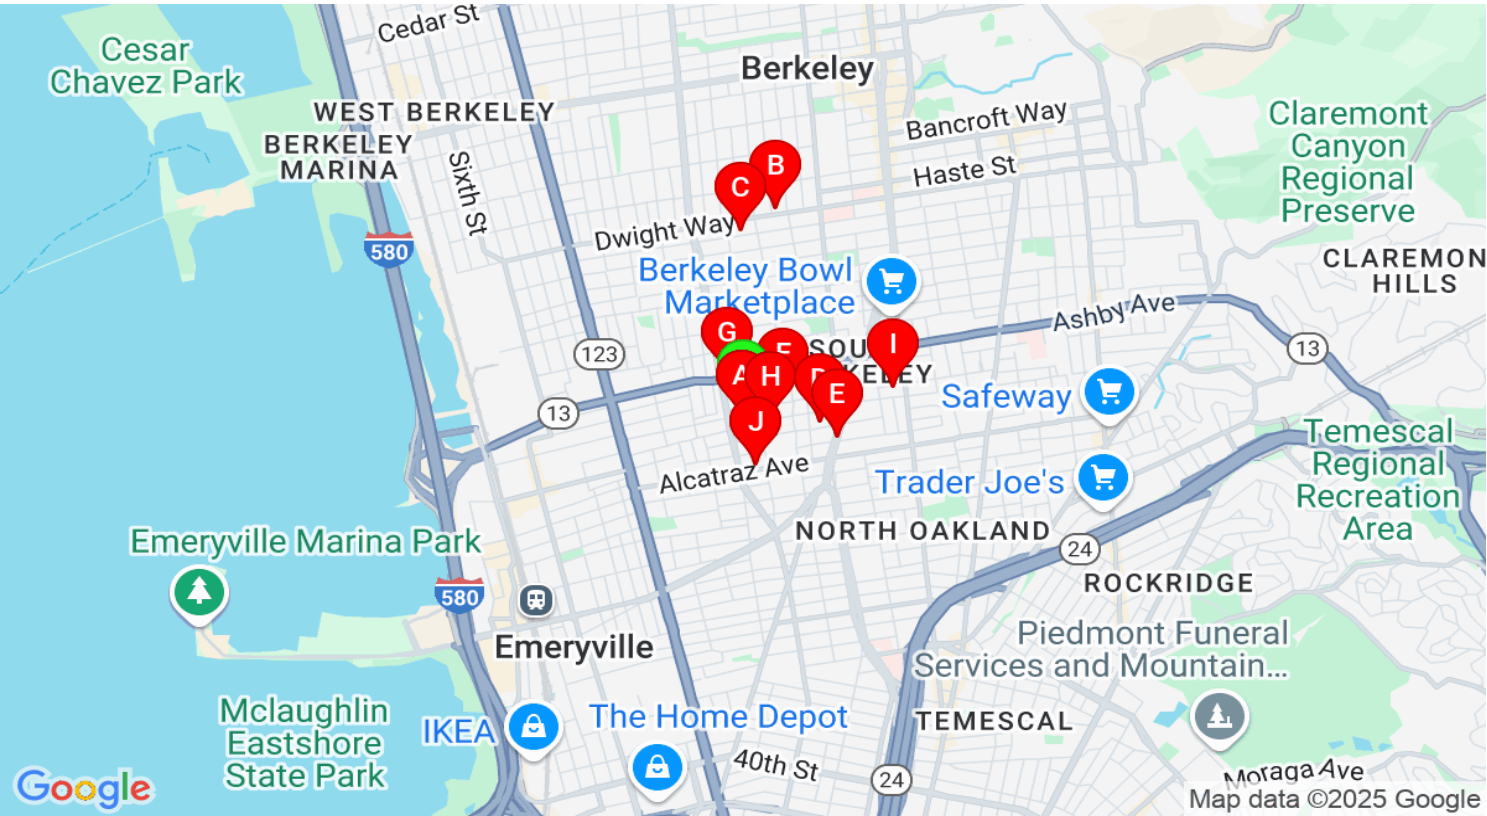 Cedar St
Cesar
Chavez Park
Berkeley
WEST BERKELEY
BERKELEY
MARINA
Sixth St
Bancroft Way
Haste St
Claremont
Canyon
Regional
Preserve
B
C
Dwight Way
580
CLAREMON
HILLS
Berkeley Bowl
Marketplace
Ashby Ave
G
I
123
13
A
H
E
KELEY
Safeway
13
J
Alcatraz Ave
Trader Joe's
Temescal
Regional
Recreation
Area
NORTH OAKLAND
24
Emeryville Marina Park
580
ROCKRIDGE
Emeryville
Piedmont Funeral
Services and Mountain...
Mclaughlin
Eastshore
State Park
IKEA
The Home Depot
TEMESCAL
40th St
24
Moraga Ave
Google
Map data ©2025 Google